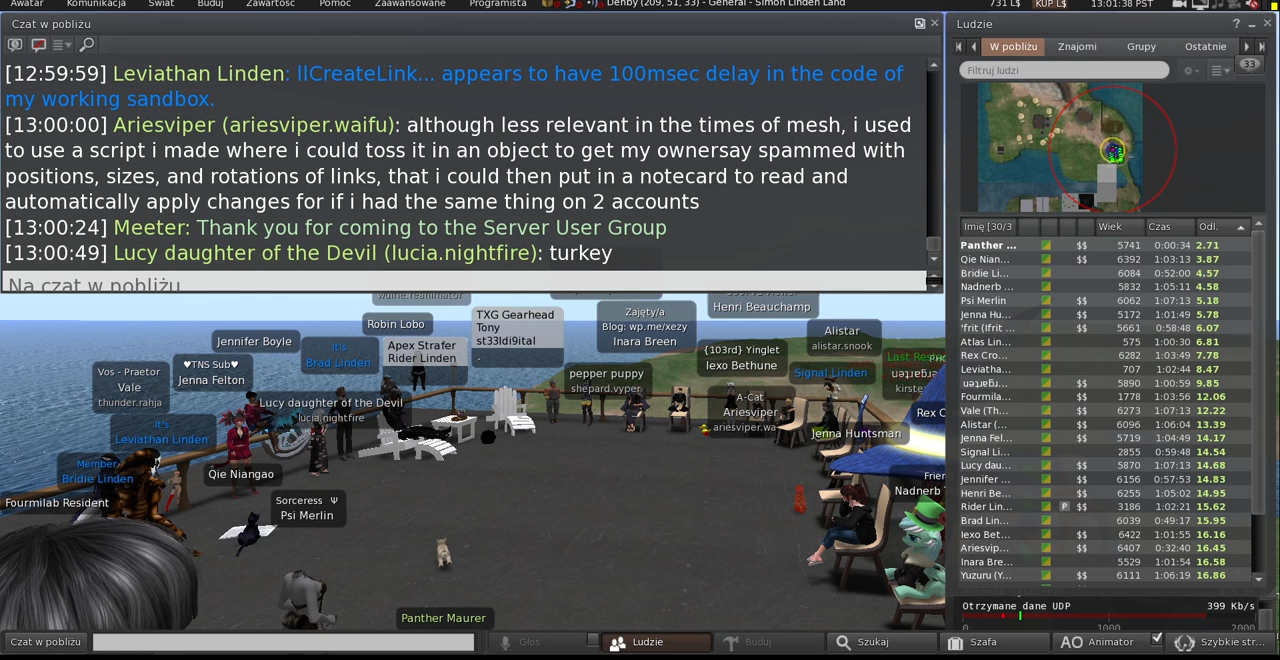 Awatar Komunikacja Świat Buduj Zawartość Pomoc Zaawansowane Programista Denby (209, 51, 33) - General - Simon Linden Land 731 L$ KUP L$ 13:01:38 PST
Czat w pobliżu
[12:59:59] Leviathan Linden: llCreateLink... appears to have 100msec delay in the code of
my working sandbox.
[13:00:00] Ariesviper (ariesviper.waifu): although less relevant in the times of mesh, i used
to use a script i made where i could toss it in an object to get my ownersay spammed with
positions, sizes, and rotations of links, that i could then put in a notecard to read and
automatically apply changes for if i had the same thing on 2 accounts
[13:00:24] Meeter: Thank you for coming to the Server User Group
[13:00:49] Lucy daughter of the Devil (lucia.nightfire): turkey
Na czat w pobliżu
Henri Beauchamp
Robin Lobo
TXG Gearhead
Tony
st33ldi9ital
.
Zajęty/a
Blog: wp.me/xezy
Inara Breen
Alistar
alistar.snook
Jennifer Boyle
It's
Brad Linden
Apex Strafer
Rider Linden
{103rd} Yinglet
Iexo Bethune
Signal Linden
Last
kirste
Vos - Praetor
Vale
thunder.rahja
♥TNS Sub♥
Jenna Felton
pepper puppy
shepard.vyper
A-Cat
Ariesviper
ariesviper.wa
Lucy daughter of the Devil
lucia.nightfire
Rex C
It's
Leviathan Linden
Jenna Huntsman
Member
Bridie Linden
Qie Niangao
Frien
Nadnerb
Fourmilab Resident
Sorceress Ψ
Psi Merlin
Panther Maurer
Ludzie
W pobliżu Znajomi Grupy Ostatnie
Filtruj ludzi 33
Imię [30/3 Wiek Czas Odl.
Panther ... $$ 5741 0:00:34 2.71
Qie Nian... $$ 6392 1:03:13 3.87
Bridie Li... 6084 0:52:00 4.57
Nadnerb ... 5832 1:05:11 4.58
Psi Merlin $$ 6062 1:07:13 5.18
Jenna Hu... $$ 1016 1:01:49 5.78
'frit (Ifrit ... $$ 5661 0:58:48 6.07
Atlas Lin... 575 1:00:30 6.81
Rex Cro... 6282 1:03:49 7.78
Leviatha... 707 1:02:44 8.47
$$ 5890 1:00:59 9.85
Fourmila... $$ 1778 1:03:56 12.06
Vale (Th... $$ 6273 1:07:13 12.22
Alistar (... $$ 6096 1:06:04 13.39
Jenna Fel... $$ 5719 1:04:49 14.17
Signal Li... 2855 0:59:48 14.54
Lucy dau... $$ 5870 1:07:13 14.68
Jennifer ... $$ 6156 0:57:53 14.83
Henri Be... $$ 6255 1:05:02 14.95
Rider Lin... P $$ 3186 1:02:21 15.62
Brad Lin... 6039 0:49:17 15.95
Iexo Bet... $$ 6422 1:01:55 16.16
Ariesvip... $$ 6407 0:32:40 16.45
Inara Bre... 5529 1:01:54 16.58
Yuzuru (Y... $$ 6111 1:06:19 16.86
Otrzymane dane UDP 399 Kb/s
0 1000 2000
Czat w pobliżu Głos Ludzie Buduj Szukaj Szafa AO Animator Szybkie str...